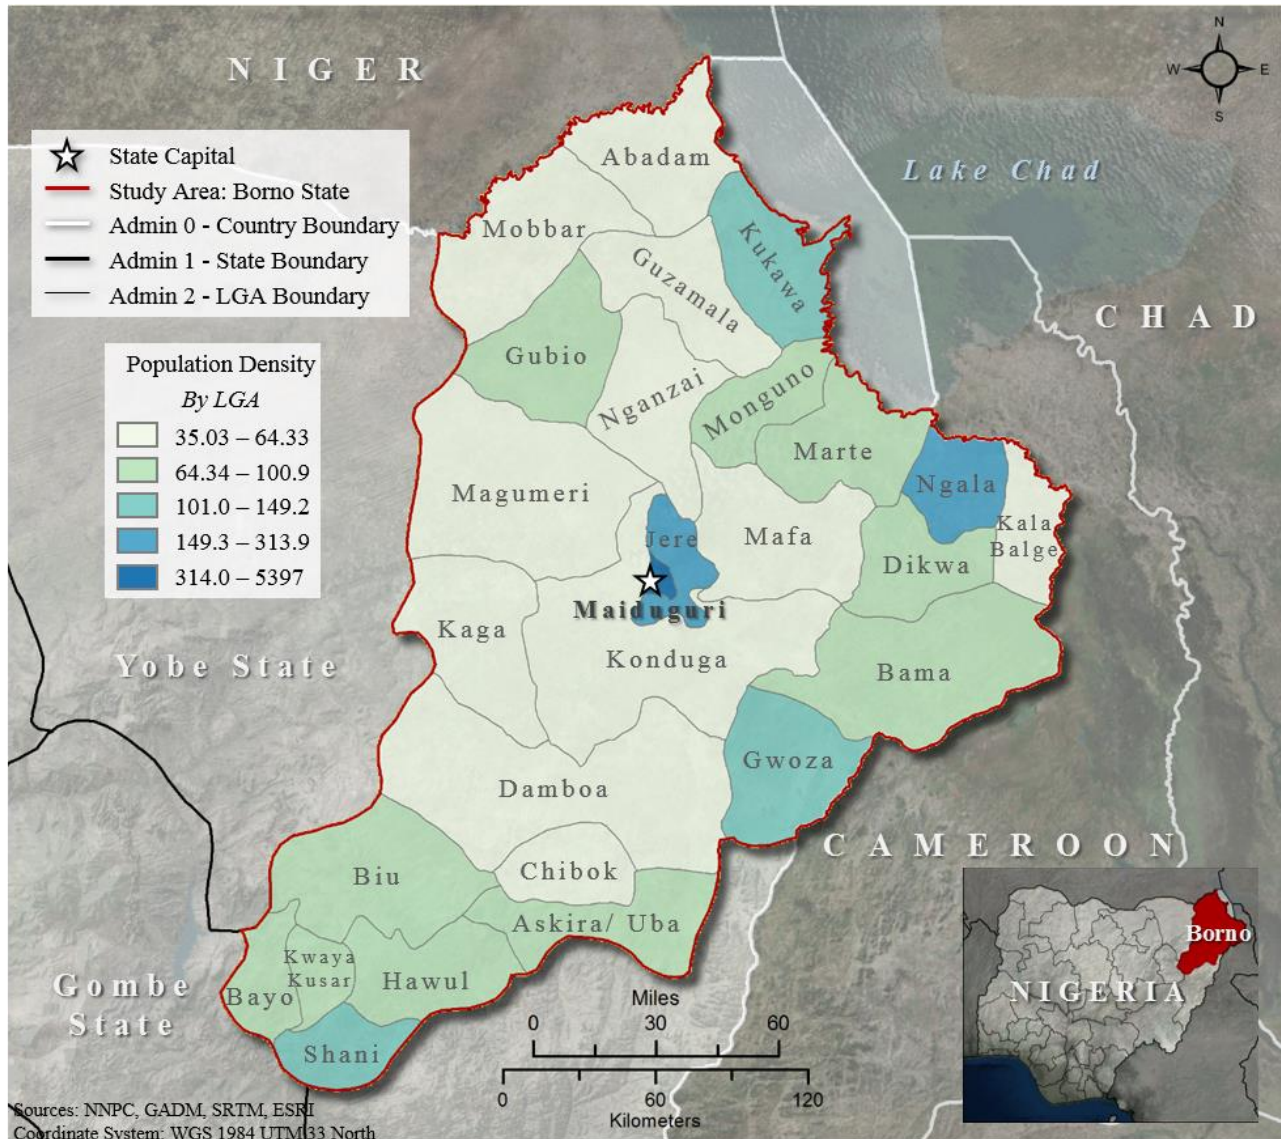 N
W E
S
NIGER
State Capital
Study Area: Borno State
Admin 0 - Country Boundary
Admin 1 - State Boundary
Admin 2 - LGA Boundary
Population Density
By LGA
35.03 – 64.33
64.34 – 100.9
101.0 – 149.2
149.3 – 313.9
314.0 – 5397
Abadam
Lake Chad
Mobbar
Kukawa
Guzamala
CHAD
Gubio
Nganzai
Monguno
Marte
Magumeri
Ngala
Kala
Balge
Jere
Mafa
Dikwa
Maiduguri
Kaga
Konduga
Yobe State
Bama
Gwoza
Damboa
CAMEROON
Chibok
Biu
Askira/ Uba
Kwaya
Kusar
Hawul
Bayo
Gombe
State
Shani
Miles
0 30 60
0 60 120
Kilometers
Borno
NIGERIA
Sources: NNPC, GADM, SRTM, ESRI
Coordinate System: WGS 1984 UTM 33 North